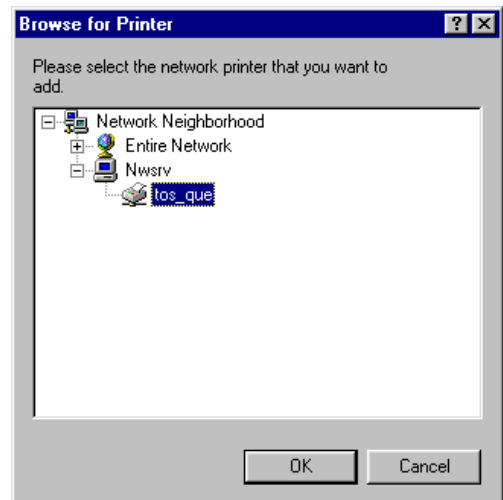 Browse for Printer
Please select the network printer that you want to
add.
Network Neighborhood
Entire Network
Nwsrv
tos_que
OK Cancel